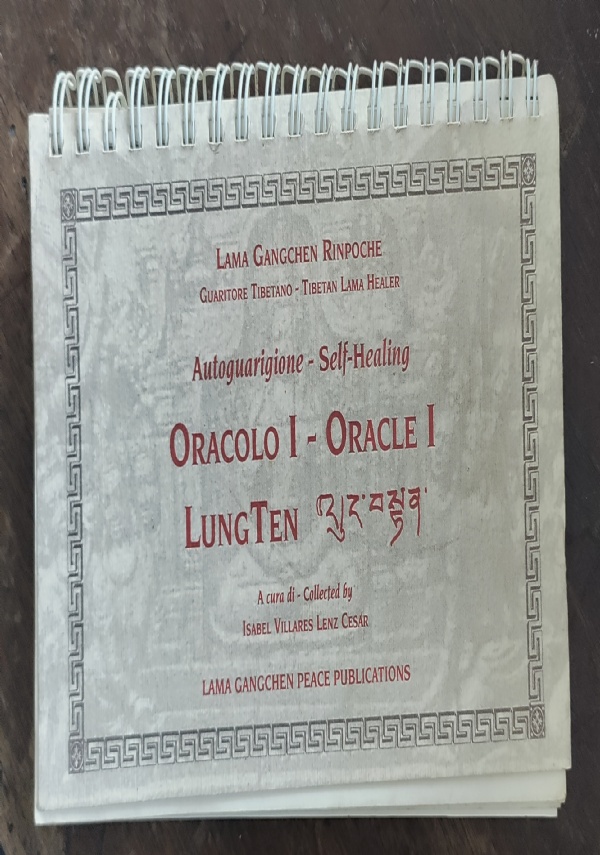 LAMA GANGCHEN RINPOCHE
GUARITORE TIBETANO - TIBETAN LAMA HEALER
Autoguarigione - Self-Healing
ORACOLO I - ORACLE I
LUNGTEN ལུང་བསྟན་
A cura di - Collected by
ISABEL VILLARES LENZ CESAR
LAMA GANGCHEN PEACE PUBLICATIONS